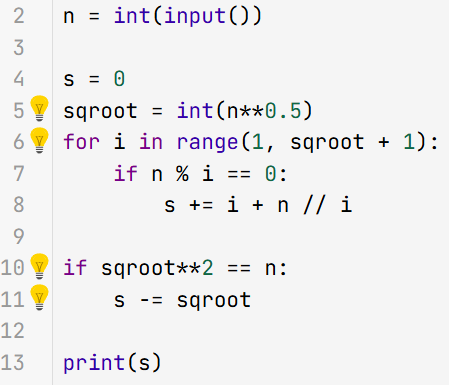 2 n = int(input())
3
4 s = 0
5 sqroot = int(n**0.5)
6 for i in range(1, sqroot + 1):
7     if n % i == 0:
8         s += i + n // i
9
10 if sqroot**2 == n:
11     s -= sqroot
12
13 print(s)